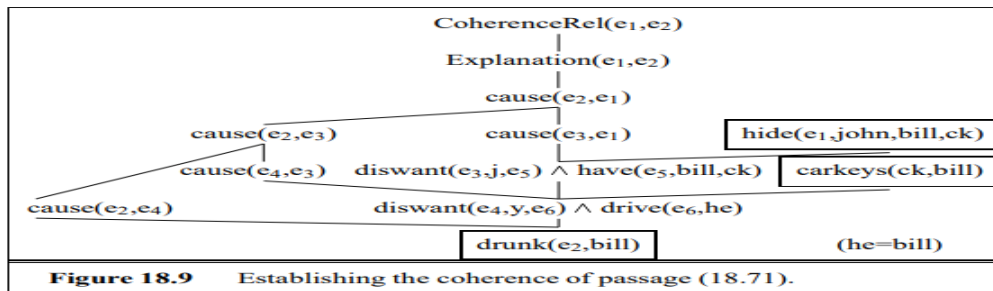 CoherenceRel(e₁,e₂)
Explanation(e₁,e₂)
cause(e₂,e₁)
cause(e₂,e₃) cause(e₃,e₁) hide(e₁,john,bill,ck)
cause(e₄,e₃) diswant(e₃,j,e₅) ∧ have(e₅,bill,ck) carkeys(ck,bill)
cause(e₂,e₄) diswant(e₄,y,e₆) ∧ drive(e₆,he)
drunk(e₂,bill) (he=bill)
Figure 18.9 Establishing the coherence of passage (18.71).